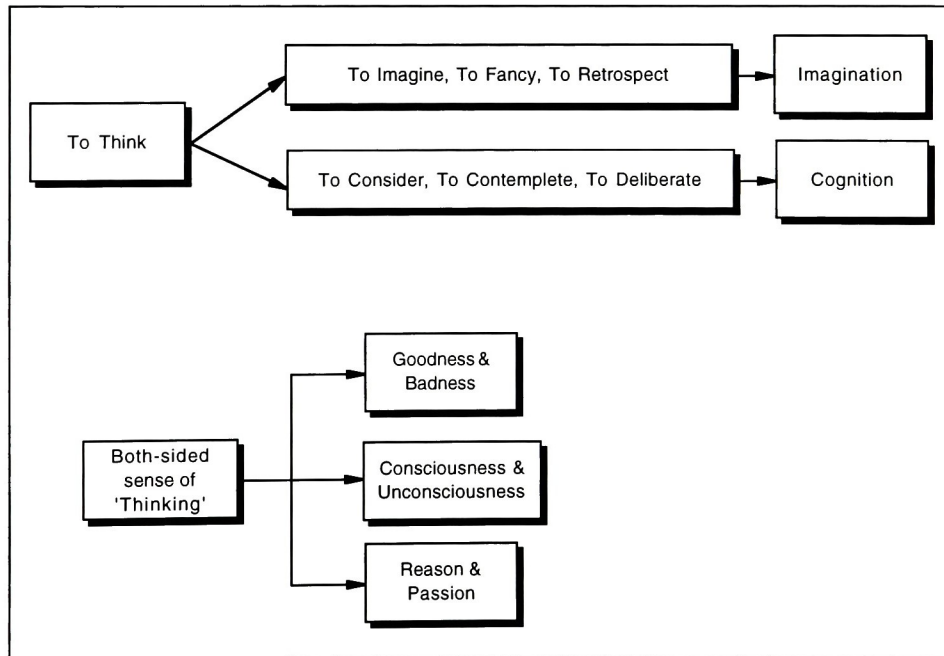 To Think
To Imagine, To Fancy, To Retrospect
Imagination
To Consider, To Contemplete, To Deliberate
Cognition
Both-sided
sense of
'Thinking'
Goodness &
Badness
Consciousness &
Unconsciousness
Reason &
Passion